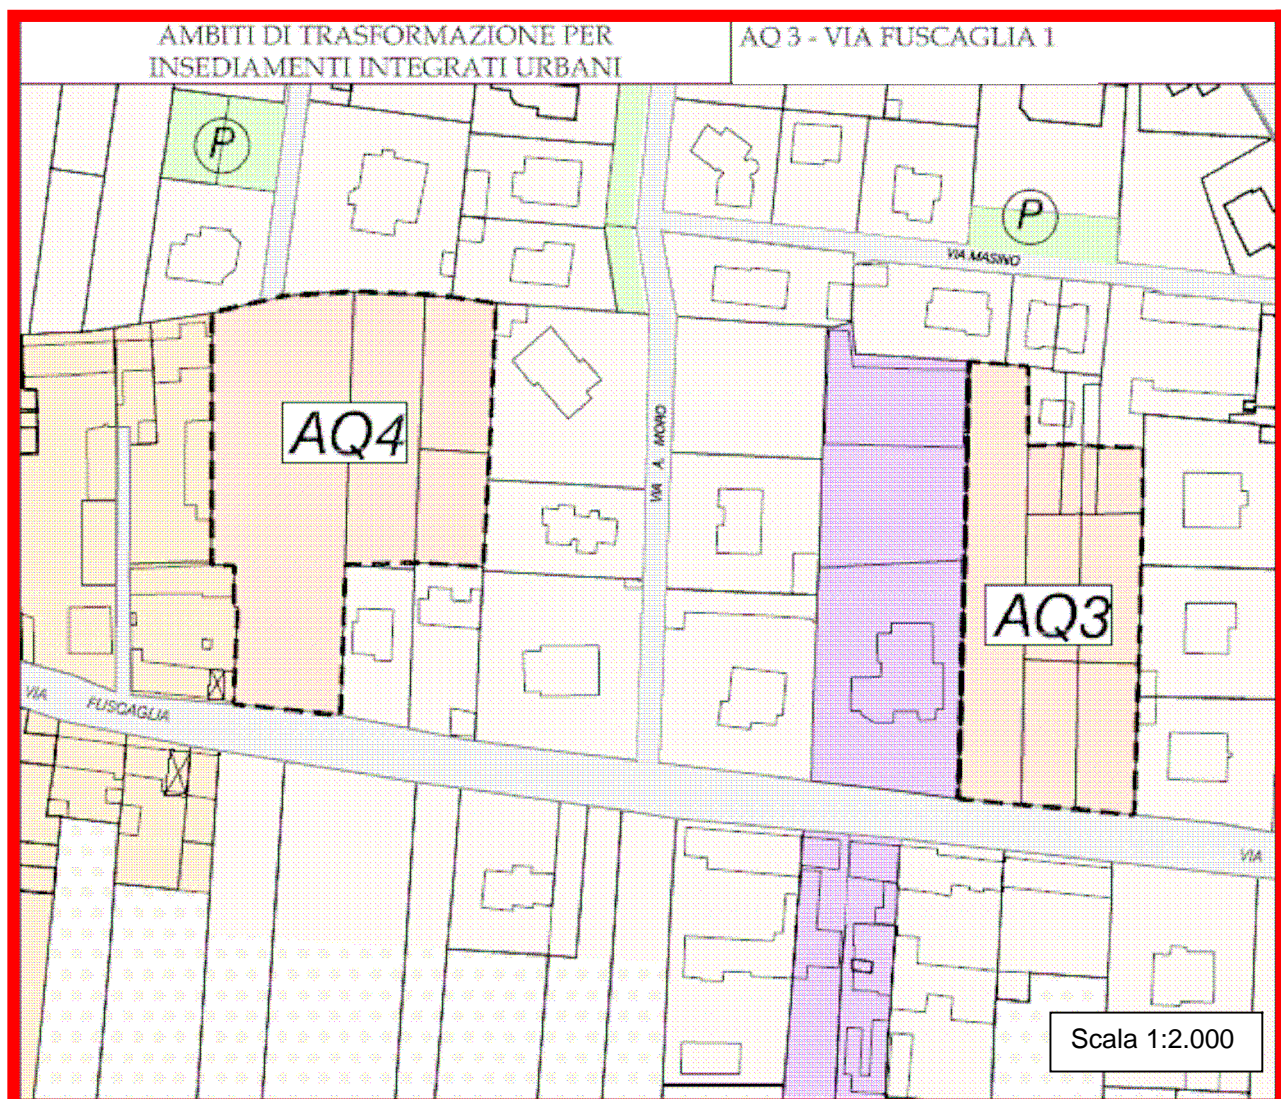 AMBITI DI TRASFORMAZIONE PER
INSEDIAMENTI INTEGRATI URBANI
AQ 3 - VIA FUSCAGLIA 1
P
P
VIA MASINO
AQ4
VIA A. MORO
AQ3
VIA FUSCAGLIA
VIA
Scala 1:2.000